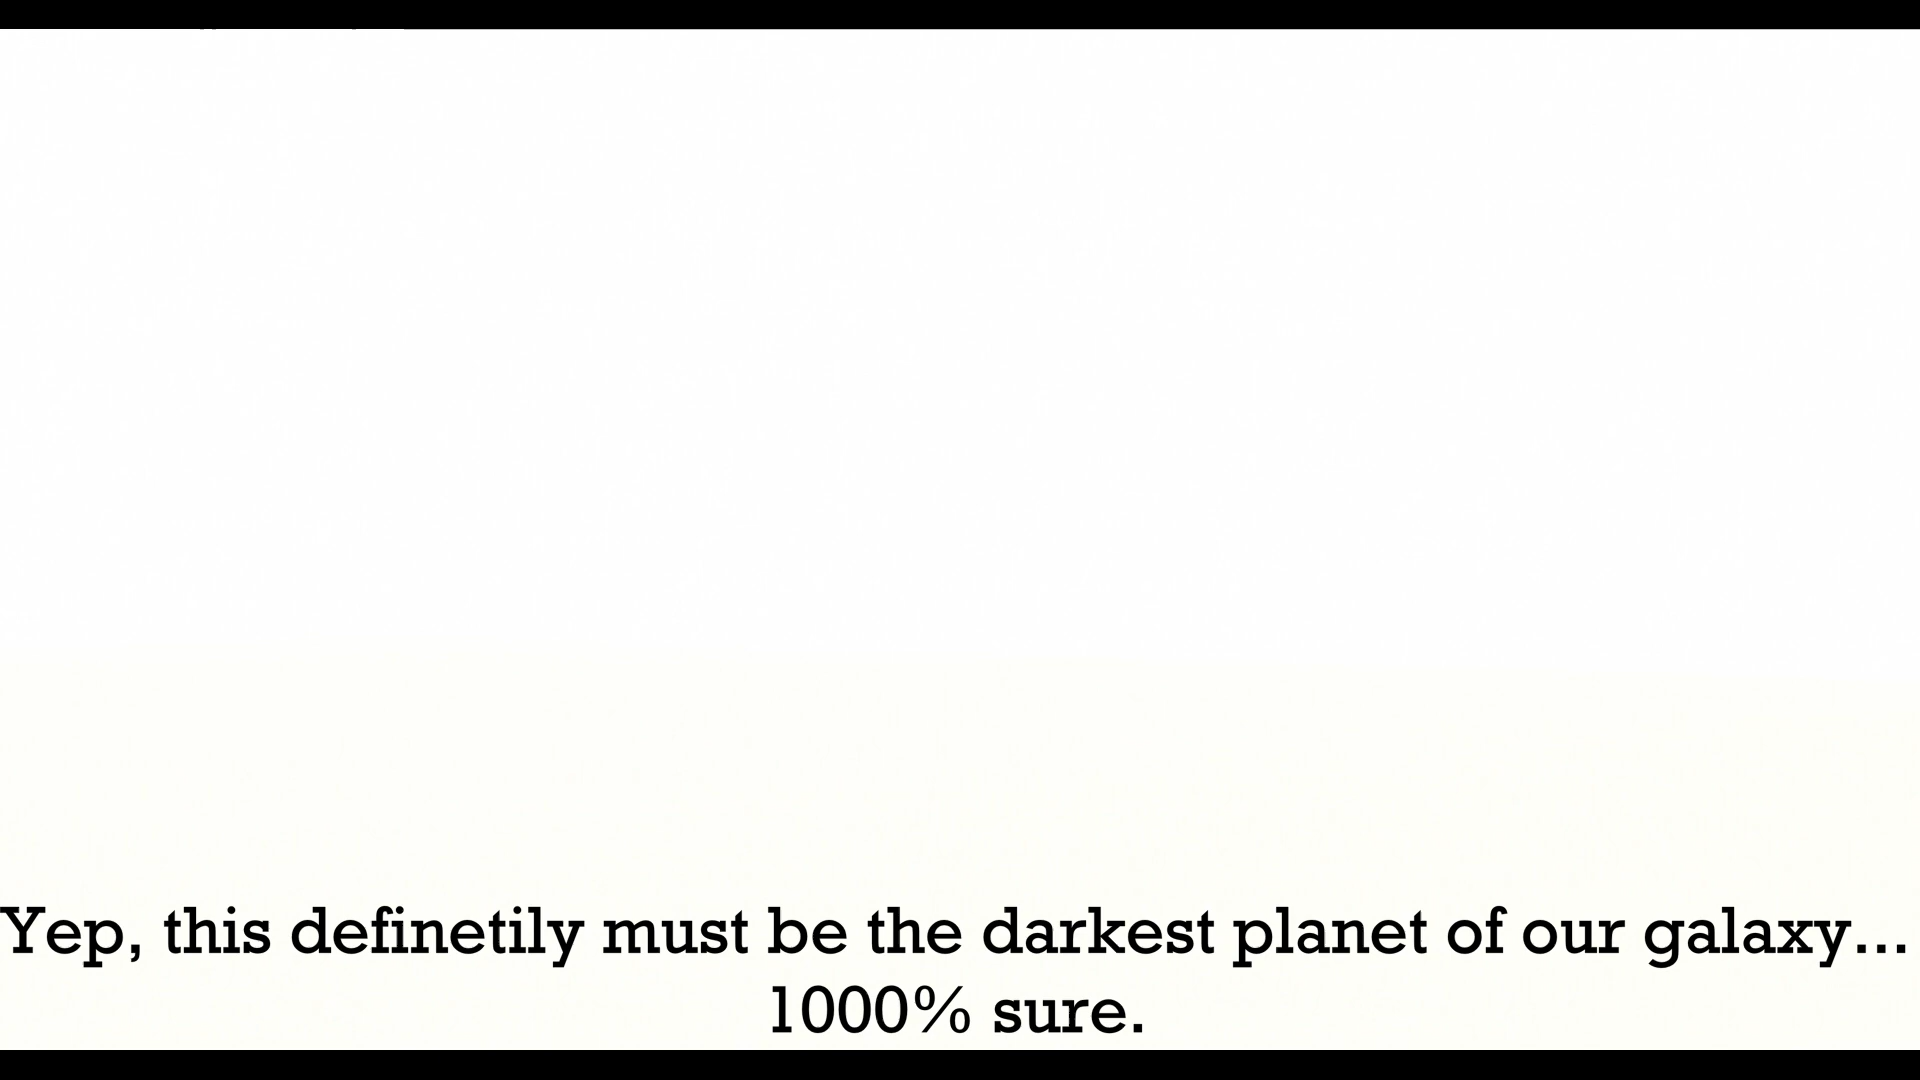 Yep, this definetily must be the darkest planet of our galaxy...
1000% sure.